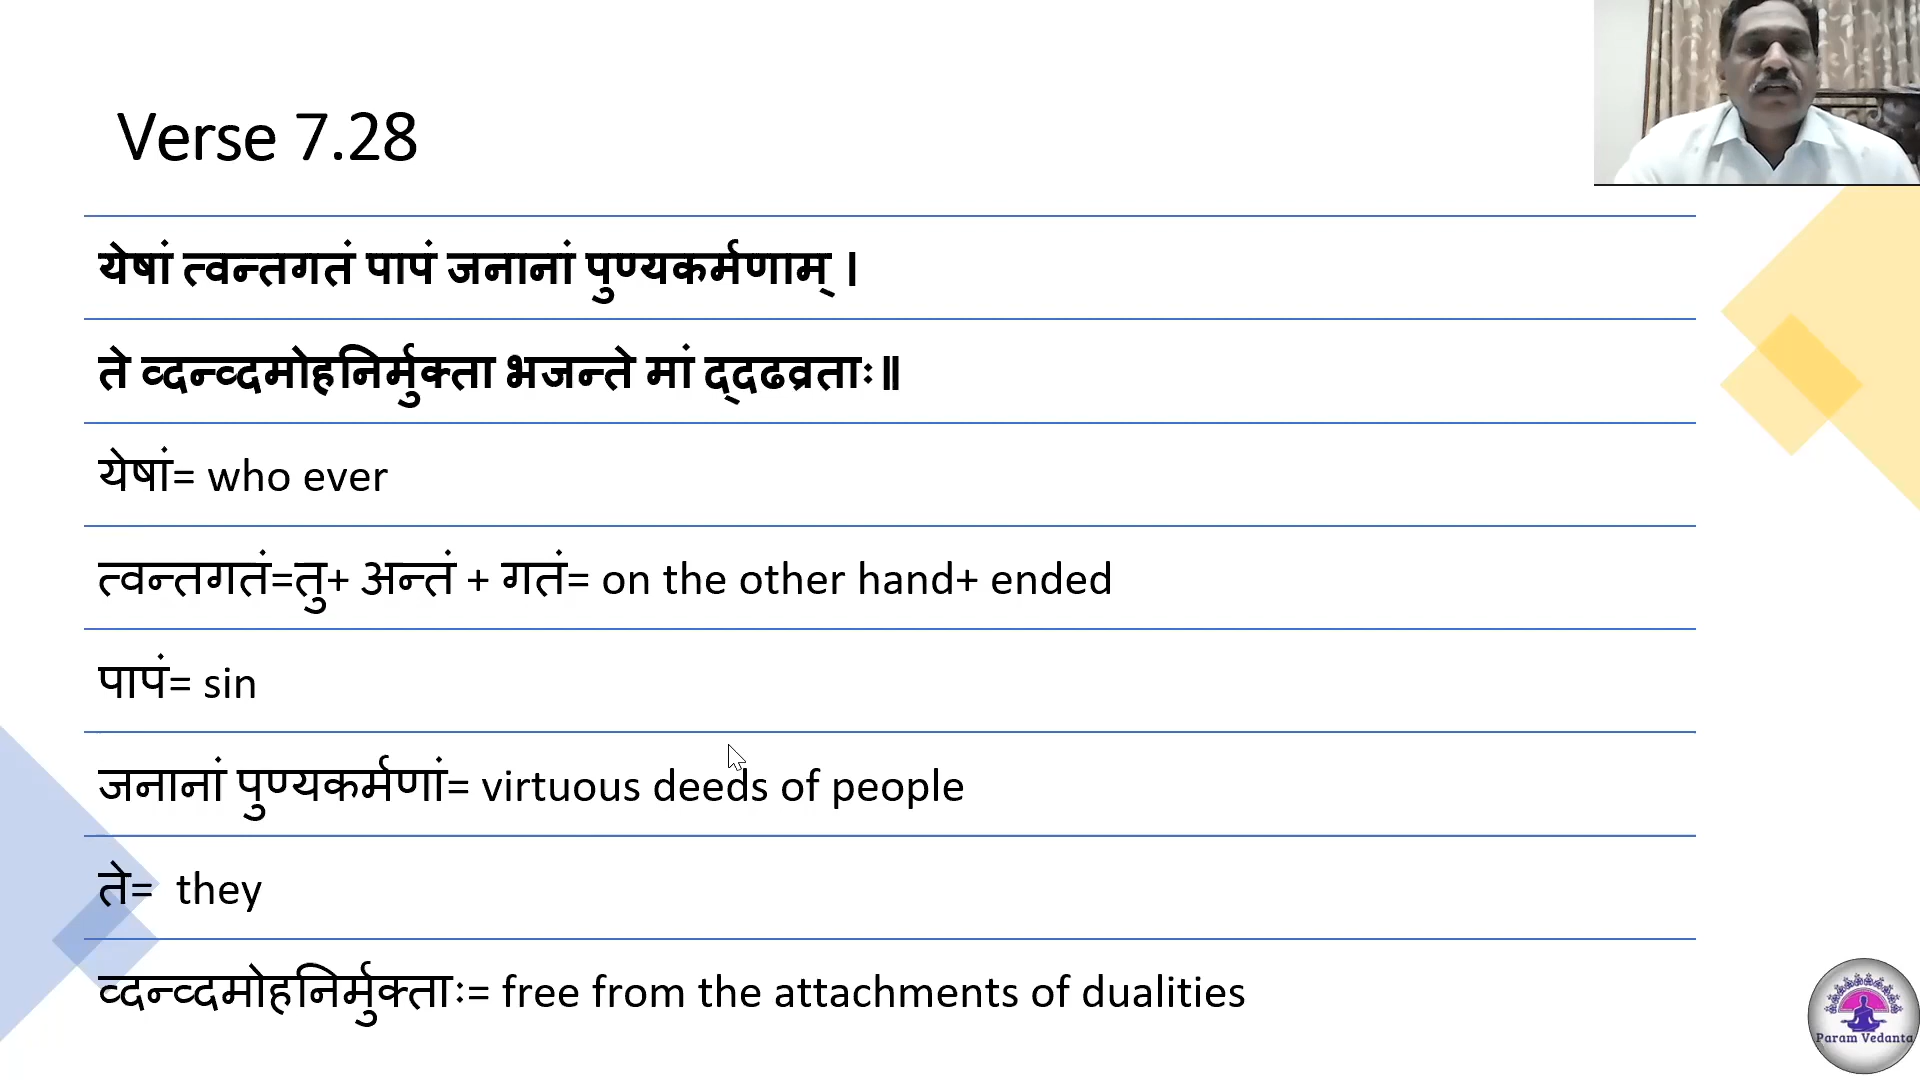 Verse 7.28
येषां त्वन्तगतं पापं जनानां पुण्यकर्मणाम् ।
ते व्दन्व्दमोहनिर्मुक्ता भजन्ते मां द्दढव्रताः॥
येषां= who ever
त्वन्तगतं=तु+ अन्तं + गतं= on the other hand+ ended
पापं= sin
जनानां पुण्यकर्मणां= virtuous deeds of people
ते= they
व्दन्व्दमोहनिर्मुक्ताः= free from the attachments of dualities
Param Vedanta